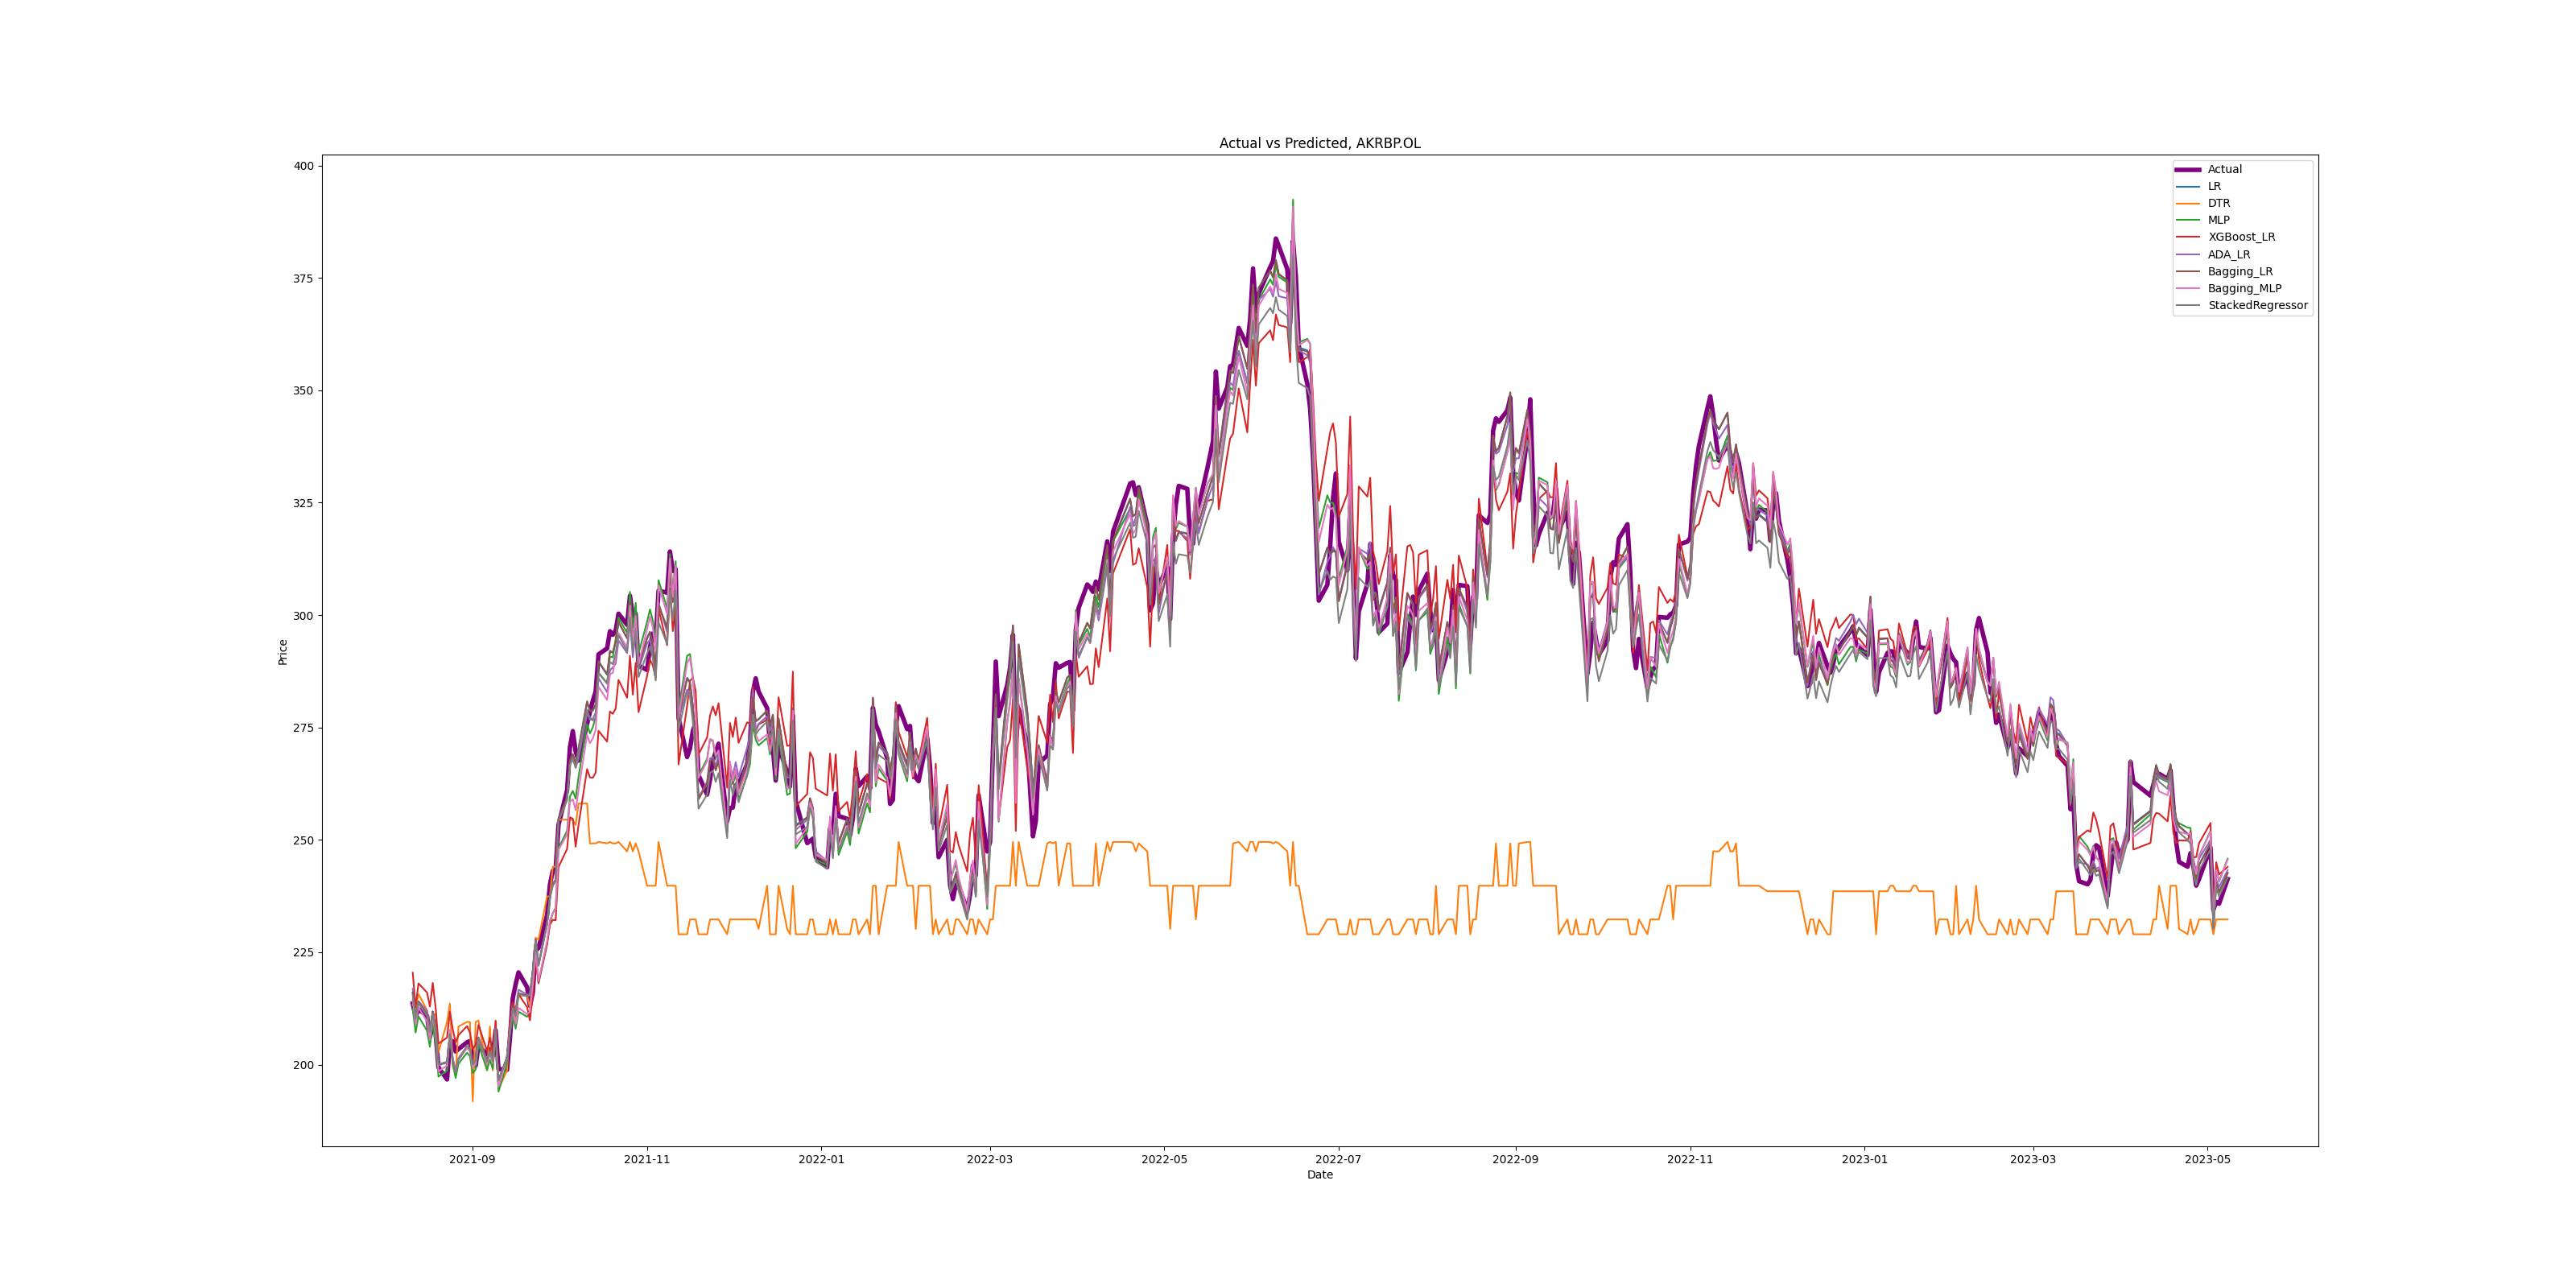 Actual vs Predicted, AKRBP.OL
400
375
350
325
300
275
250
225
200
Price
Actual
LR
DTR
MLP
XGBoost_LR
ADA_LR
Bagging_LR
Bagging_MLP
StackedRegressor
2021-09
2021-11
2022-01
2022-03
2022-05
2022-07
2022-09
2022-11
2023-01
2023-03
2023-05
Date